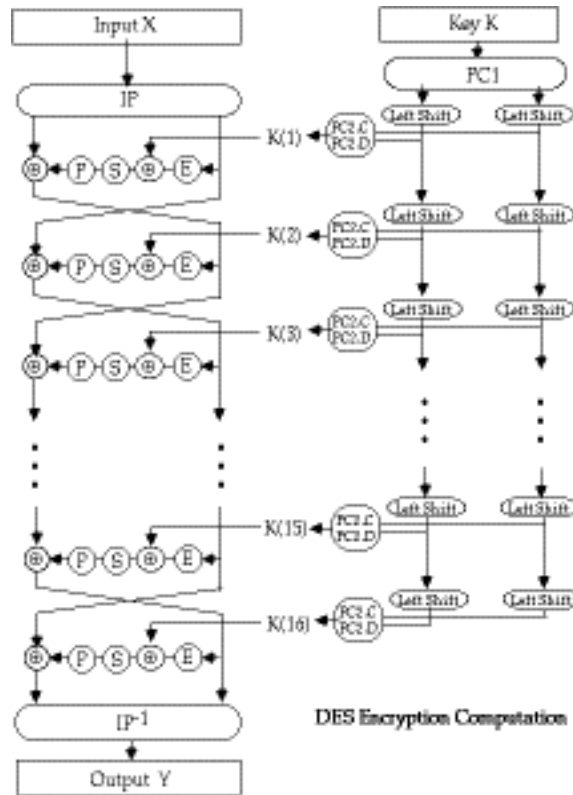 Input X
Key K
IP
PC1
Left Shift
Left Shift
K(1)
PC2.C
PC2.D
⊕ P S ⊕ E
Left Shift
Left Shift
K(2)
PC2.C
PC2.D
⊕ P S ⊕ E
Left Shift
Left Shift
K(3)
PC2.C
PC2.D
⊕ P S ⊕ E
Left Shift
Left Shift
K(15)
PC2.C
PC2.D
⊕ P S ⊕ E
Left Shift
Left Shift
K(16)
PC2.C
PC2.D
⊕ P S ⊕ E
IP-1
DES Encryption Computation
Output Y